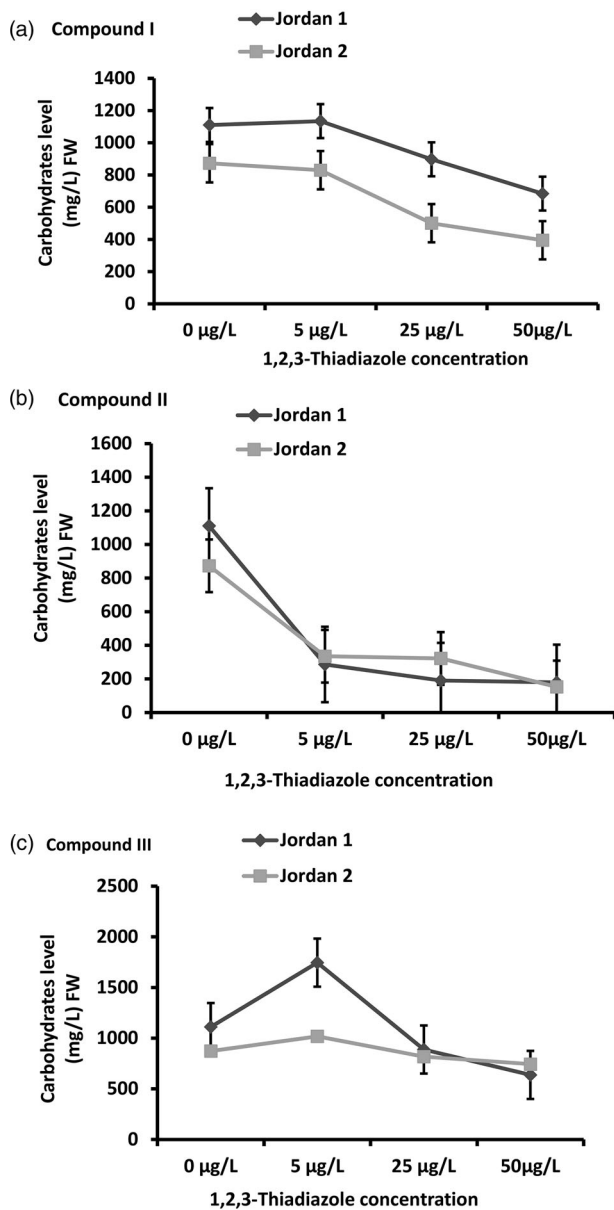 (a) Compound I
Jordan 1
Jordan 2
Carbohydrates level
(mg/L) FW
1400
1200
1000
800
600
400
200
0
0 µg/L 5 µg/L 25 µg/L 50µg/L
1,2,3-Thiadiazole concentration
(b) Compound II
Jordan 1
Jordan 2
Carbohydrates level
(mg/L) FW
1600
1400
1200
1000
800
600
400
200
0
0 µg/L 5 µg/L 25 µg/L 50µg/L
1,2,3-Thiadiazole concentration
(c) Compound III
Jordan 1
Jordan 2
Carbohydrates level
(mg/L) FW
2500
2000
1500
1000
500
0
0 µg/L 5 µg/L 25 µg/L 50µg/L
1,2,3-Thiadiazole concentration